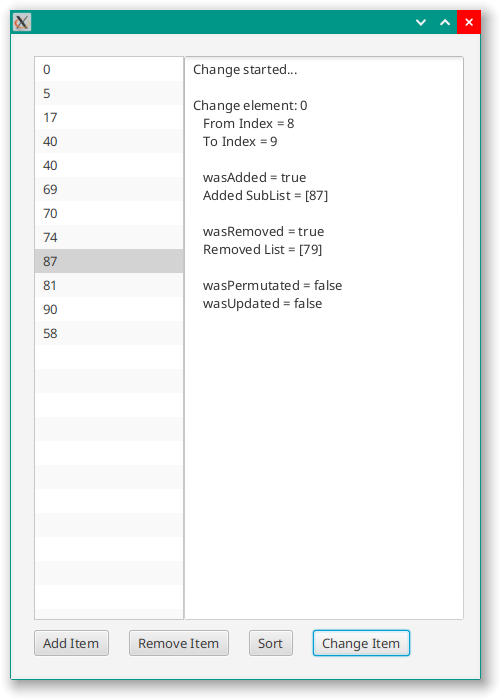 0
5
17
40
40
69
70
74
87
81
90
58
Change started...
Change element: 0
From Index = 8
To Index = 9
wasAdded = true
Added SubList = [87]
wasRemoved = true
Removed List = [79]
wasPermutated = false
wasUpdated = false
Add Item
Remove Item
Sort
Change Item